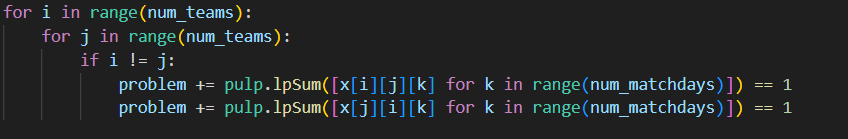 for i in range(num_teams):
    for j in range(num_teams):
        if i != j:
            problem += pulp.lpSum([x[i][j][k] for k in range(num_matchdays)]) == 1
            problem += pulp.lpSum([x[j][i][k] for k in range(num_matchdays)]) == 1